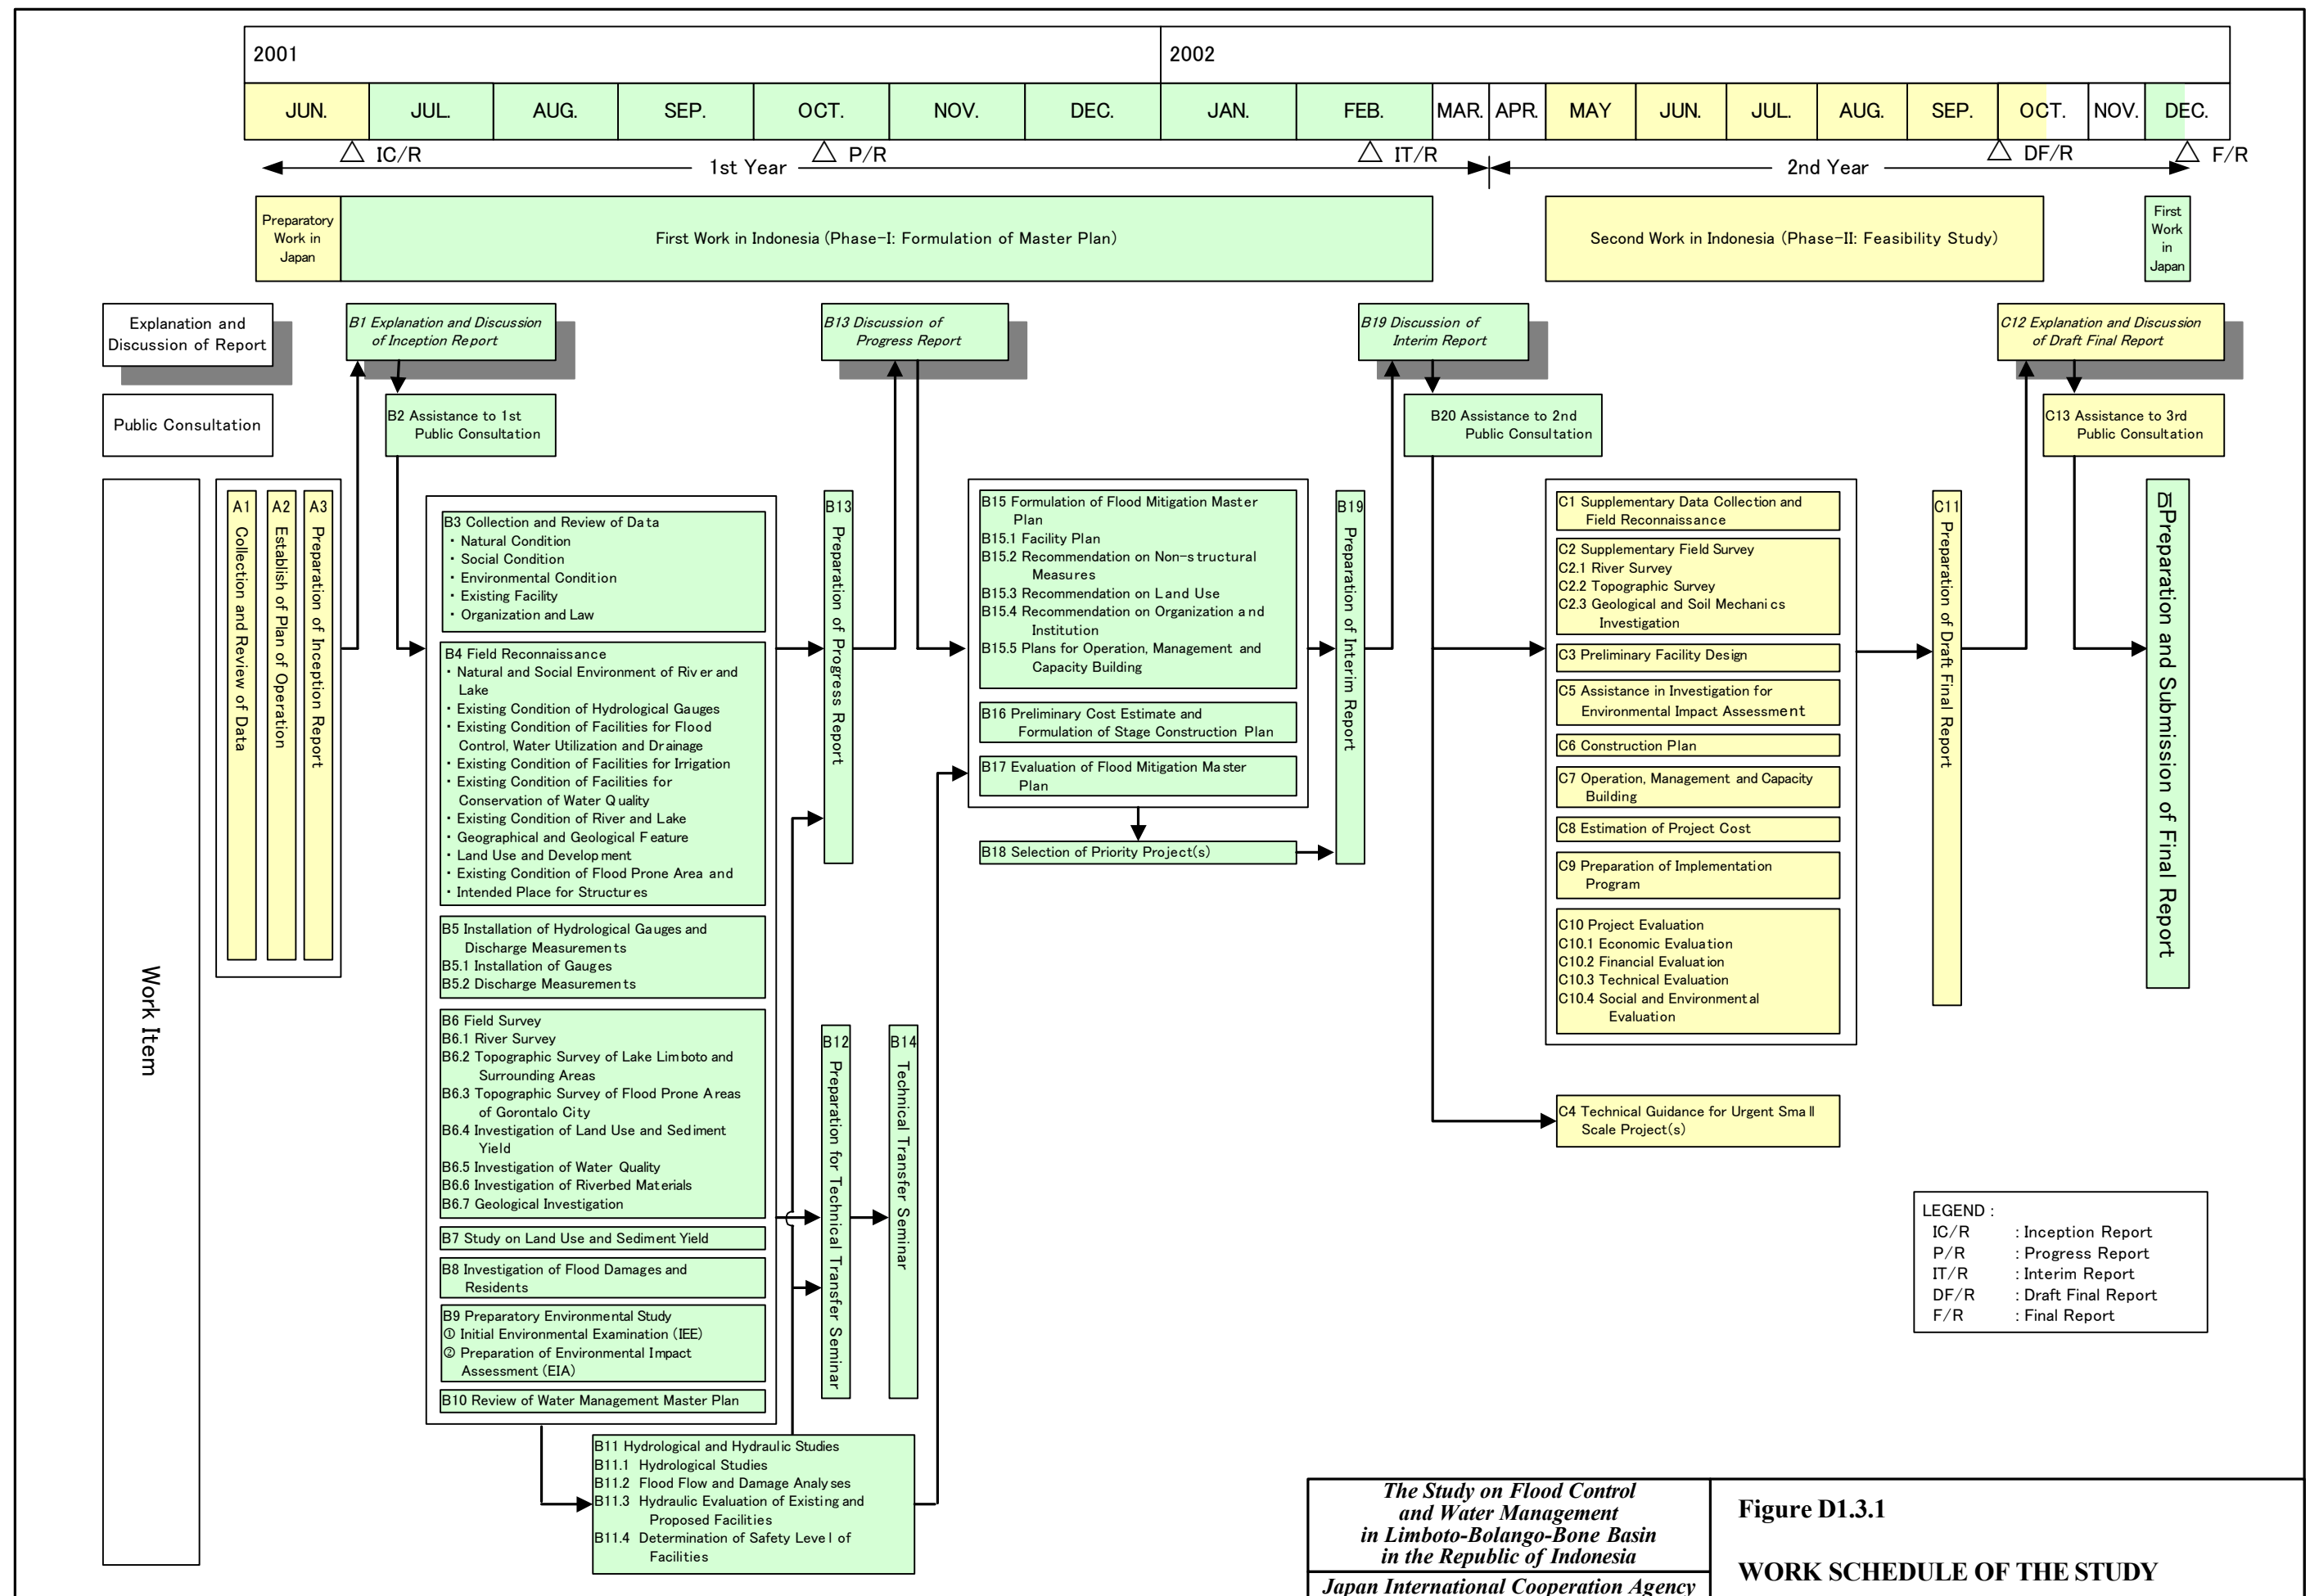 2001
2002
JUN.
JUL.
AUG.
SEP.
OCT.
NOV.
DEC.
JAN.
FEB.
MAR.
APR.
MAY
JUN.
JUL.
AUG.
SEP.
OCT.
NOV.
DEC.
IC/R
P/R
IT/R
DF/R
F/R
1st Year
2nd Year
Preparatory
Work in
Japan
First Work in Indonesia (Phase-I: Formulation of Master Plan)
Second Work in Indonesia (Phase-II: Feasibility Study)
First
Work
in
Japan
Explanation and
Discussion of Report
B1 Explanation and Discussion
of Inception Report
B13 Discussion of
Progress Report
B19 Discussion of
Interim Report
C12 Explanation and Discussion
of Draft Final Report
Public Consultation
B2 Assistance to 1st
Public Consultation
B20 Assistance to 2nd
Public Consultation
C13 Assistance to 3rd
Public Consultation
Work Item
A1 Collection and Review of Data
A2 Establish of Plan of Operation
A3 Preparation of Inception Report
B3 Collection and Review of Data
・ Natural Condition
・ Social Condition
・ Environmental Condition
・ Existing Facility
・ Organization and Law
B4 Field Reconnaissance
・ Natural and Social Environment of River and
Lake
・ Existing Condition of Hydrological Gauges
・ Existing Condition of Facilities for Flood
Control, Water Utilization and Drainage
・ Existing Condition of Facilities for Irrigation
・ Existing Condition of Facilities for
Conservation of Water Quality
・ Existing Condition of River and Lake
・ Geographical and Geological Feature
・ Land Use and Development
・ Existing Condition of Flood Prone Area and
・ Intended Place for Structures
B5 Installation of Hydrological Gauges and
Discharge Measurements
B5.1 Installation of Gauges
B5.2 Discharge Measurements
B6 Field Survey
B6.1 River Survey
B6.2 Topographic Survey of Lake Limboto and
Surrounding Areas
B6.3 Topographic Survey of Flood Prone Areas
of Gorontalo City
B6.4 Investigation of Land Use and Sediment
Yield
B6.5 Investigation of Water Quality
B6.6 Investigation of Riverbed Materials
B6.7 Geological Investigation
B7 Study on Land Use and Sediment Yield
B8 Investigation of Flood Damages and
Residents
B9 Preparatory Environmental Study
① Initial Environmental Examination (IEE)
② Preparation of Environmental Impact
Assessment (EIA)
B10 Review of Water Management Master Plan
B11 Hydrological and Hydraulic Studies
B11.1 Hydrological Studies
B11.2 Flood Flow and Damage Analyses
B11.3 Hydraulic Evaluation of Existing and
Proposed Facilities
B11.4 Determination of Safety Level of
Facilities
B13 Preparation of Progress Report
B12 Preparation for Technical Transfer Seminar
B14 Technical Transfer Seminar
B15 Formulation of Flood Mitigation Master
Plan
B15.1 Facility Plan
B15.2 Recommendation on Non-structural
Measures
B15.3 Recommendation on Land Use
B15.4 Recommendation on Organization and
Institution
B15.5 Plans for Operation, Management and
Capacity Building
B16 Preliminary Cost Estimate and
Formulation of Stage Construction Plan
B17 Evaluation of Flood Mitigation Master
Plan
B18 Selection of Priority Project(s)
B19 Preparation of Interim Report
C1 Supplementary Data Collection and
Field Reconnaissance
C2 Supplementary Field Survey
C2.1 River Survey
C2.2 Topographic Survey
C2.3 Geological and Soil Mechanics
Investigation
C3 Preliminary Facility Design
C5 Assistance in Investigation for
Environmental Impact Assessment
C6 Construction Plan
C7 Operation, Management and Capacity
Building
C8 Estimation of Project Cost
C9 Preparation of Implementation
Program
C10 Project Evaluation
C10.1 Economic Evaluation
C10.2 Financial Evaluation
C10.3 Technical Evaluation
C10.4 Social and Environmental
Evaluation
C4 Technical Guidance for Urgent Small
Scale Project(s)
C11 Preparation of Draft Final Report
Preparation and Submission of Final Report
LEGEND :
IC/R : Inception Report
P/R : Progress Report
IT/R : Interim Report
DF/R : Draft Final Report
F/R : Final Report
The Study on Flood Control
and Water Management
in Limboto-Bolango-Bone Basin
in the Republic of Indonesia
Japan International Cooperation Agency
Figure D1.3.1
WORK SCHEDULE OF THE STUDY